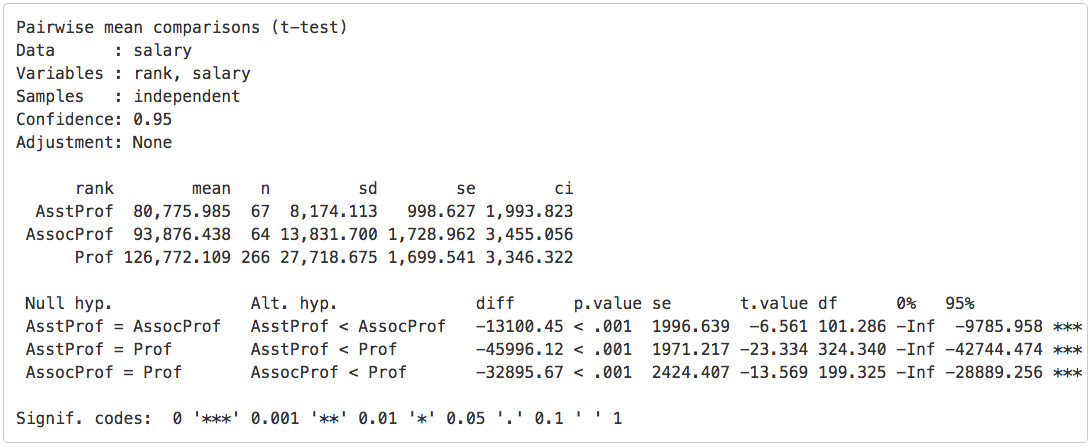 Pairwise mean comparisons (t-test)
Data      : salary
Variables : rank, salary
Samples   : independent
Confidence: 0.95
Adjustment: None

      rank        mean   n         sd        se        ci
  AsstProf  80,775.985  67  8,174.113   998.627 1,993.823
 AssocProf  93,876.438  64 13,831.700 1,728.962 3,455.056
      Prof 126,772.109 266 27,718.675 1,699.541 3,346.322

 Null hyp.              Alt. hyp.              diff      p.value se       t.value df      0%   95%
 AsstProf = AssocProf   AsstProf < AssocProf   -13100.45 < .001  1996.639  -6.561 101.286 -Inf  -9785.958 ***
 AsstProf = Prof        AsstProf < Prof        -45996.12 < .001  1971.217 -23.334 324.340 -Inf -42744.474 ***
 AssocProf = Prof       AssocProf < Prof       -32895.67 < .001  2424.407 -13.569 199.325 -Inf -28889.256 ***

Signif. codes:  0 '***' 0.001 '**' 0.01 '*' 0.05 '.' 0.1 ' ' 1